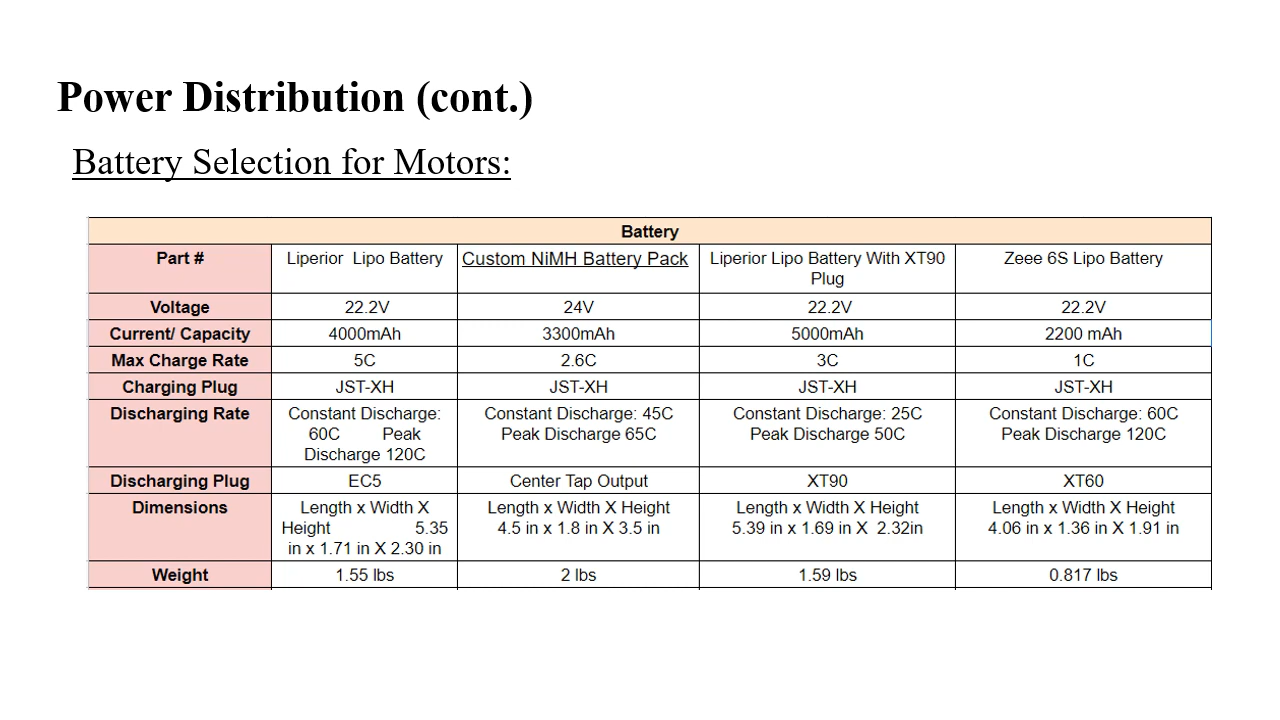 Power Distribution (cont.)
Battery Selection for Motors:
Battery
Part #
Liperior Lipo Battery
Custom NiMH Battery Pack
Liperior Lipo Battery With XT90
Plug
Zeee 6S Lipo Battery
Voltage
22.2V
24V
22.2V
22.2V
Current/ Capacity
4000mAh
3300mAh
5000mAh
2200 mAh
Max Charge Rate
5C
2.6C
3C
1C
Charging Plug
JST-XH
JST-XH
JST-XH
JST-XH
Discharging Rate
Constant Discharge:
60C Peak
Discharge 120C
Constant Discharge: 45C
Peak Discharge 65C
Constant Discharge: 25C
Peak Discharge 50C
Constant Discharge: 60C
Peak Discharge 120C
Discharging Plug
EC5
Center Tap Output
XT90
XT60
Dimensions
Length x Width X
Height 5.35
in x 1.71 in X 2.30 in
Length x Width X Height
4.5 in x 1.8 in X 3.5 in
Length x Width X Height
5.39 in x 1.69 in X 2.32in
Length x Width X Height
4.06 in x 1.36 in X 1.91 in
Weight
1.55 lbs
2 lbs
1.59 lbs
0.817 lbs